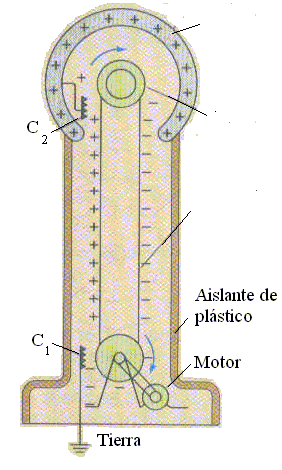 C2
Aislante de
plástico
C1
Motor
Tierra